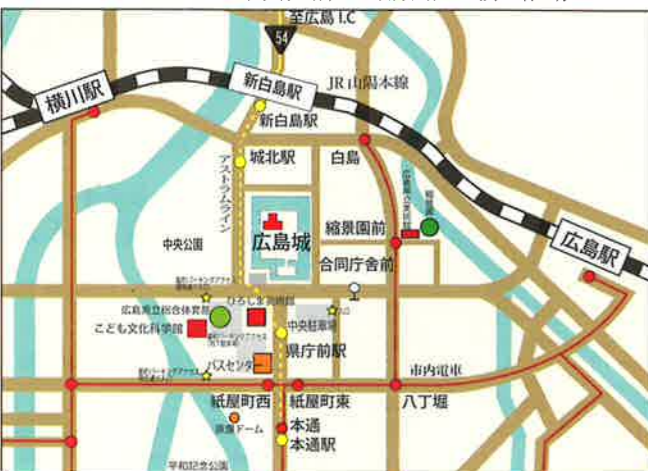 至広島 I.C
54
横川駅
新白島駅
JR山陽本線
新白島駅
城北駅
白島
アストラムライン
広島城
中央公園
縮景園前
合同庁舎前
広島駅
ひろしま美術館
広島県立総合体育館
こども文化科学館
中央駐車場
入口
県庁前駅
バスセンター
市内電車
紙屋町西
紙屋町東
八丁堀
本通
原爆ドーム
本通駅
平和記念公園